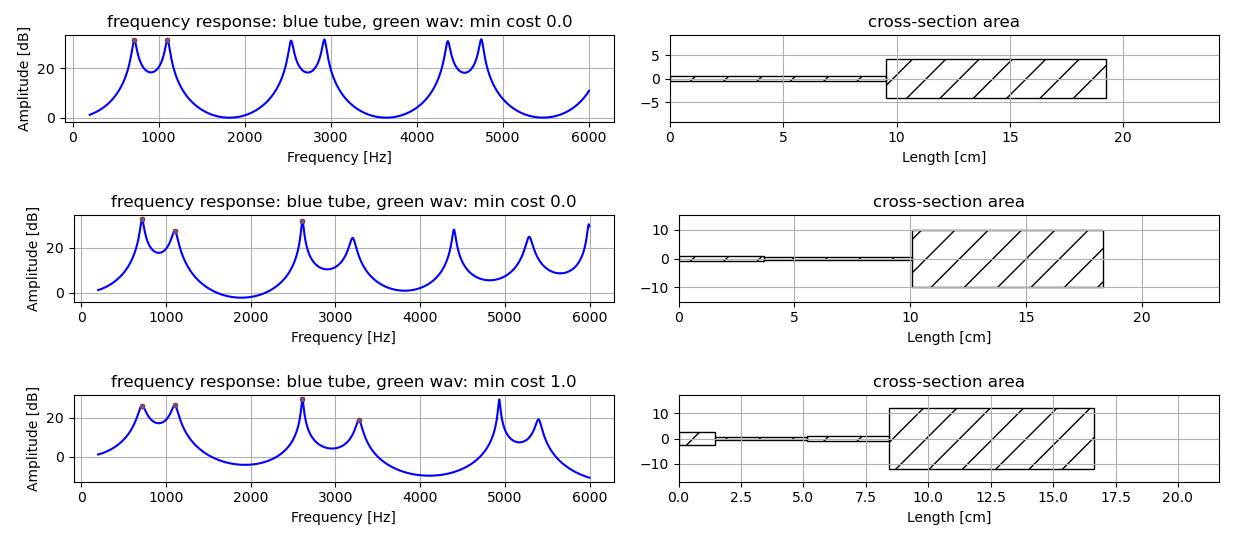 frequency response: blue tube, green wav: min cost 0.0
Amplitude [dB]
20
0
0 1000 2000 3000 4000 5000 6000
Frequency [Hz]
cross-section area
5
0
−5
0 5 10 15 20
Length [cm]
frequency response: blue tube, green wav: min cost 0.0
Amplitude [dB]
20
0
0 1000 2000 3000 4000 5000 6000
Frequency [Hz]
cross-section area
10
0
−10
0 5 10 15 20
Length [cm]
frequency response: blue tube, green wav: min cost 1.0
Amplitude [dB]
20
0
0 1000 2000 3000 4000 5000 6000
Frequency [Hz]
cross-section area
10
0
−10
0.0 2.5 5.0 7.5 10.0 12.5 15.0 17.5 20.0
Length [cm]